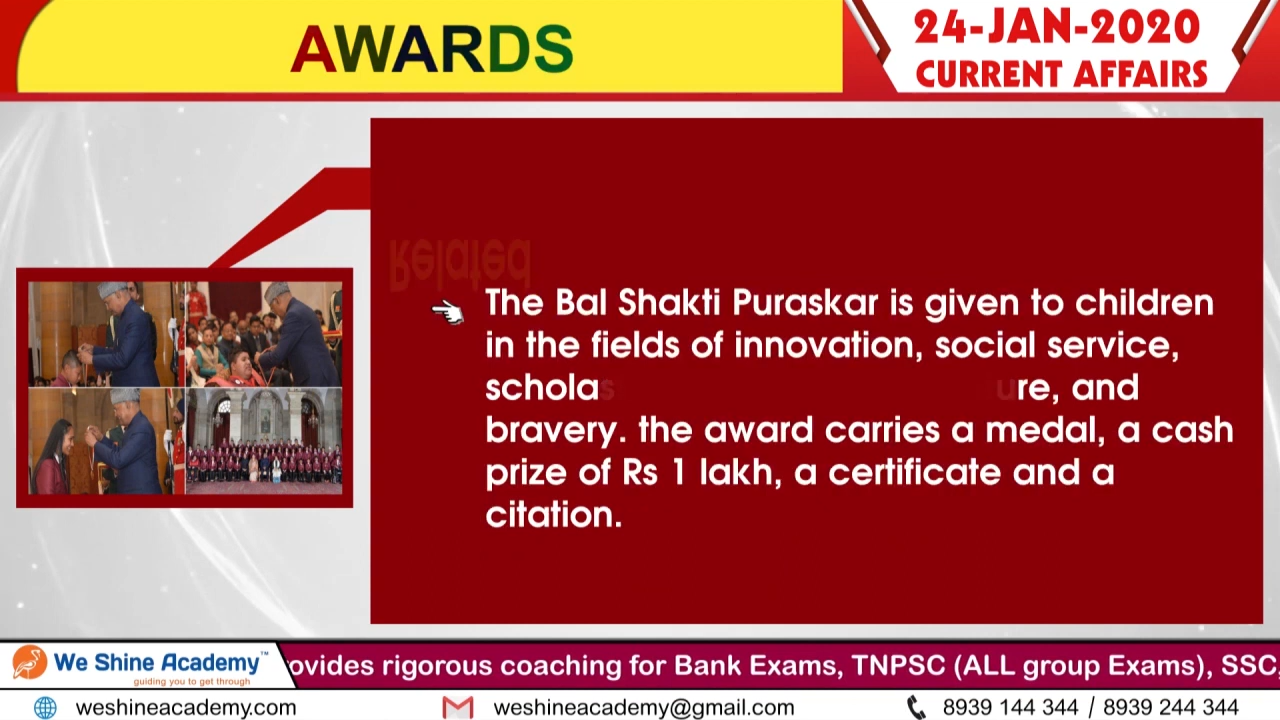 AWARDS
24-JAN-2020
CURRENT AFFAIRS
Related
The Bal Shakti Puraskar is given to children
in the fields of innovation, social service,
re, and
bravery. the award carries a medal, a cash
prize of Rs 1 lakh, a certificate and a
citation.
We Shine Academy™
guiding you to get through
rigorous coaching for Bank Exams, TNPSC (ALL group Exams), SSC,
weshineacademy.com
weshineacademy@gmail.com
8939 144 344 / 8939 244 344